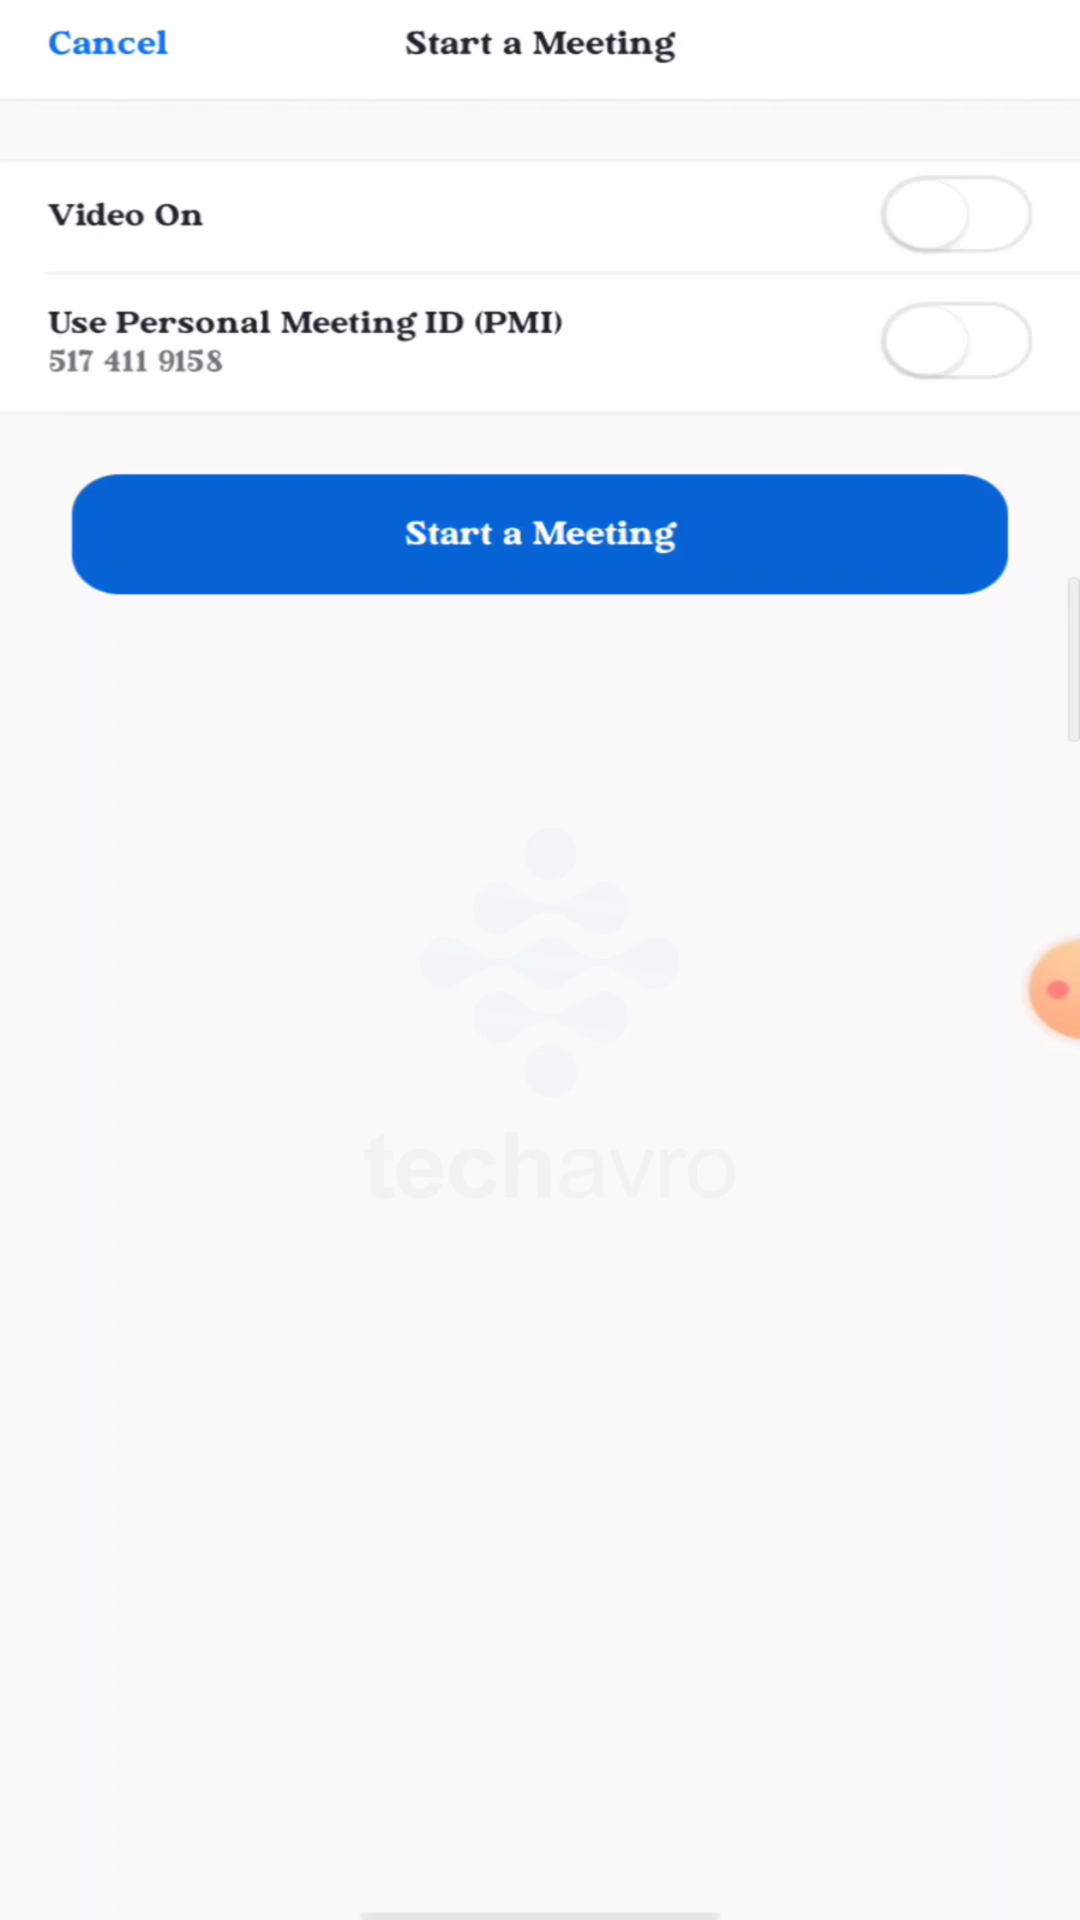 Cancel
Start a Meeting
Video On
Use Personal Meeting ID (PMI)
517 411 9158
Start a Meeting
techavro